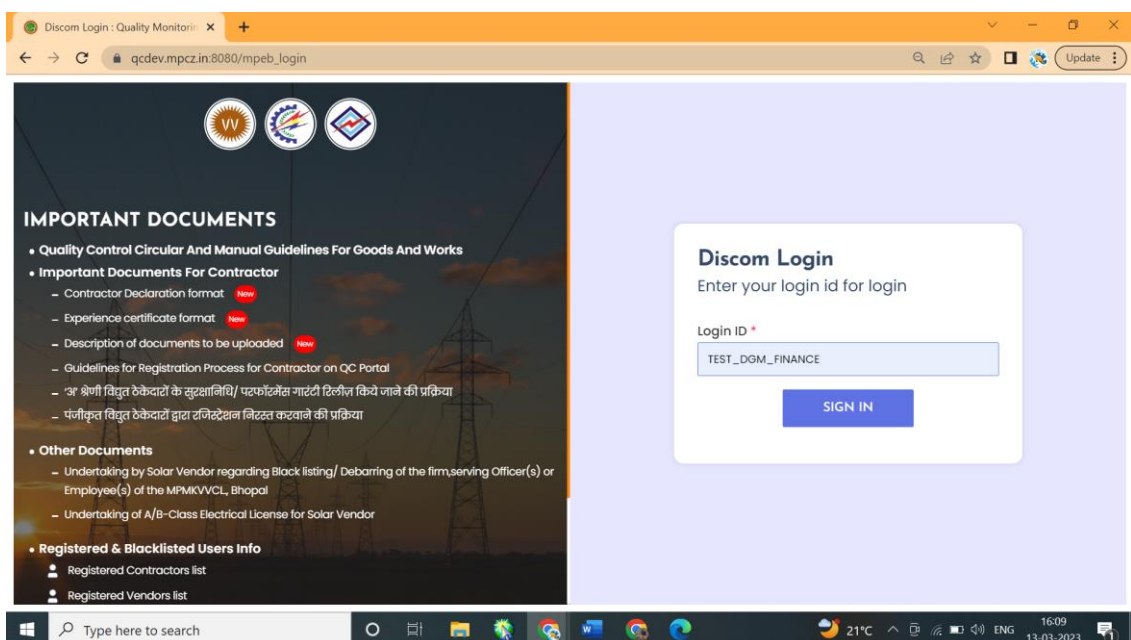 Discom Login : Quality Monitorin
qcdev.mpcz.in:8080/mpeb_login
Update
IMPORTANT DOCUMENTS
• Quality Control Circular And Manual Guidelines For Goods And Works
• Important Documents For Contractor
– Contractor Declaration format New
– Experience certificate format New
– Description of documents to be uploaded New
– Guidelines for Registration Process for Contractor on QC Portal
– 'अ' श्रेणी विद्युत ठेकेदारों के सुरक्षानिधि/ परफॉरमेंस गारंटी रिलीज़ किये जाने की प्रक्रिया
– पंजीकृत विद्युत ठेकेदारों द्वारा रजिस्ट्रेशन निरस्त करवाने की प्रक्रिया
• Other Documents
– Undertaking by Solar Vendor regarding Black listing/ Debarring of the firm,serving Officer(s) or
Employee(s) of the MPMKVVCL, Bhopal
– Undertaking of A/B-Class Electrical License for Solar Vendor
• Registered & Blacklisted Users Info
Registered Contractors list
Registered Vendors list
Discom Login
Enter your login id for login
Login ID *
TEST_DGM_FINANCE
SIGN IN
Type here to search
21°C
ENG
16:09
13-03-2023